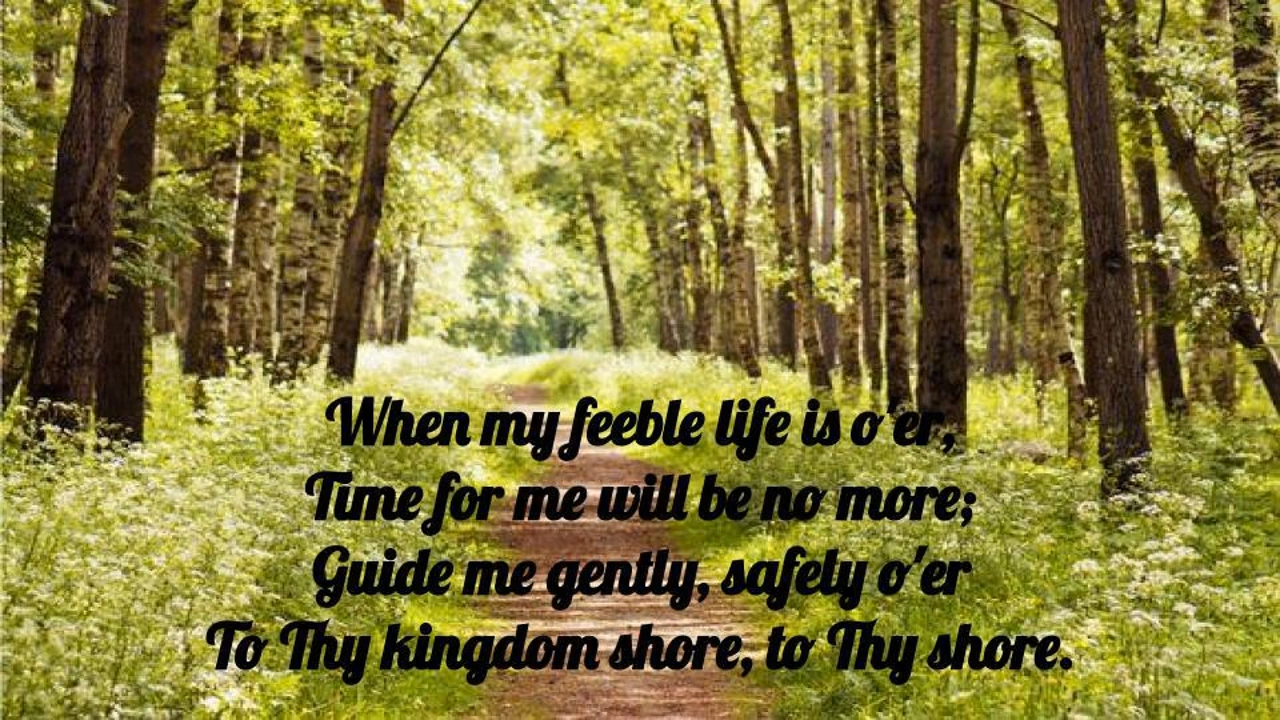 When my feeble life is o'er,
Time for me will be no more;
Guide me gently, safely o'er
To Thy kingdom shore, to Thy shore.